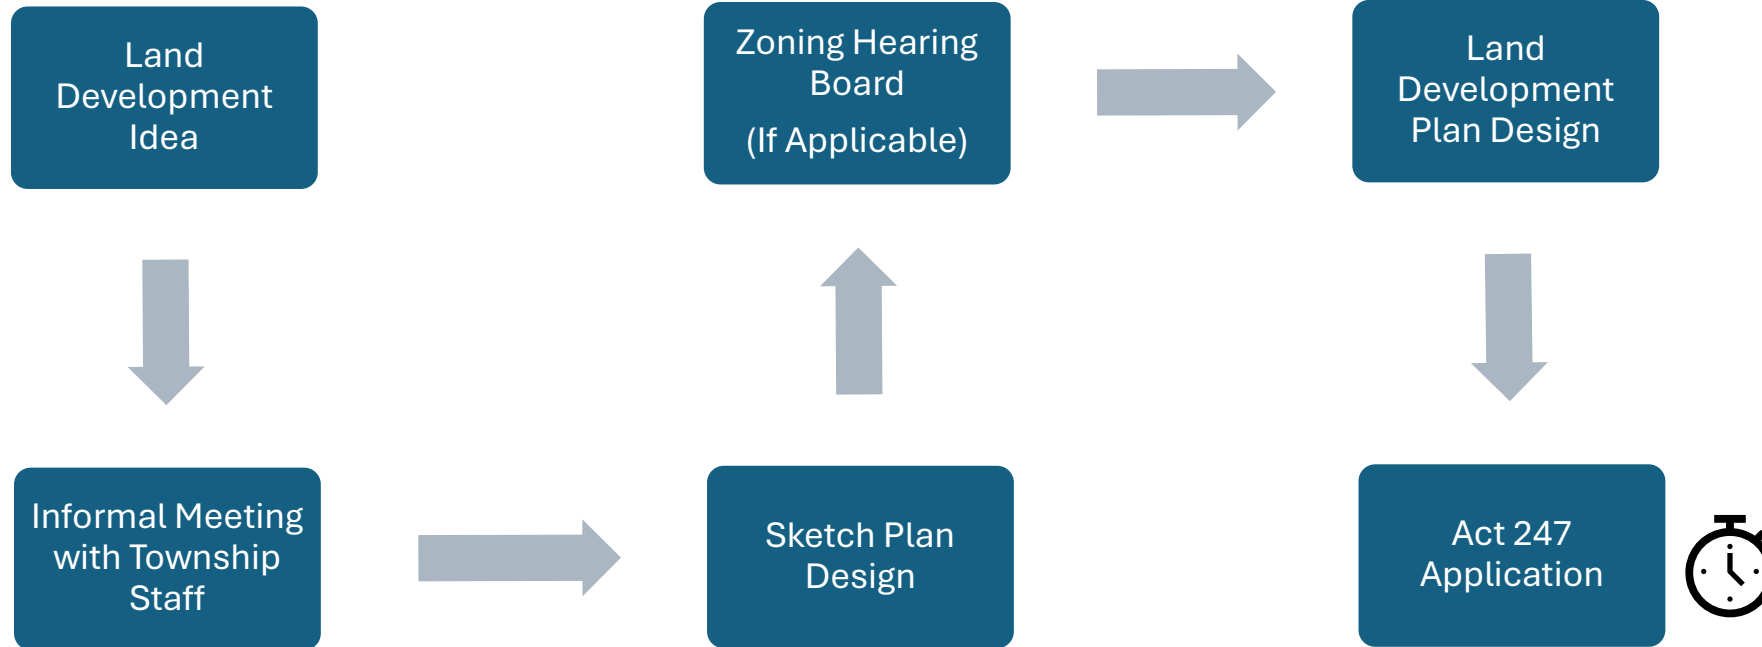 Land
Development
Idea
Informal Meeting
with Township
Staff
Sketch Plan
Design
Zoning Hearing
Board
(If Applicable)
Land
Development
Plan Design
Act 247
Application